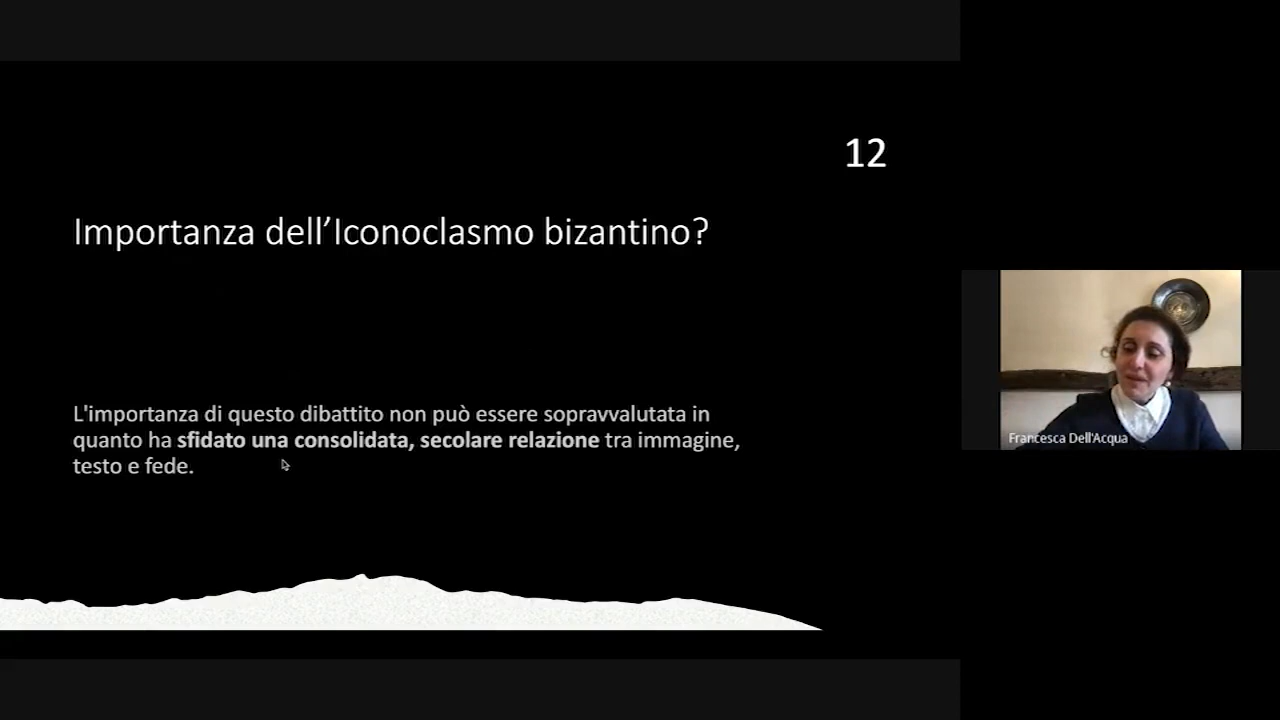 12
Importanza dell’Iconoclasmo bizantino?
L'importanza di questo dibattito non può essere sopravvalutata in
quanto ha sfidato una consolidata, secolare relazione tra immagine,
testo e fede.
Francesca Dell'Acqua